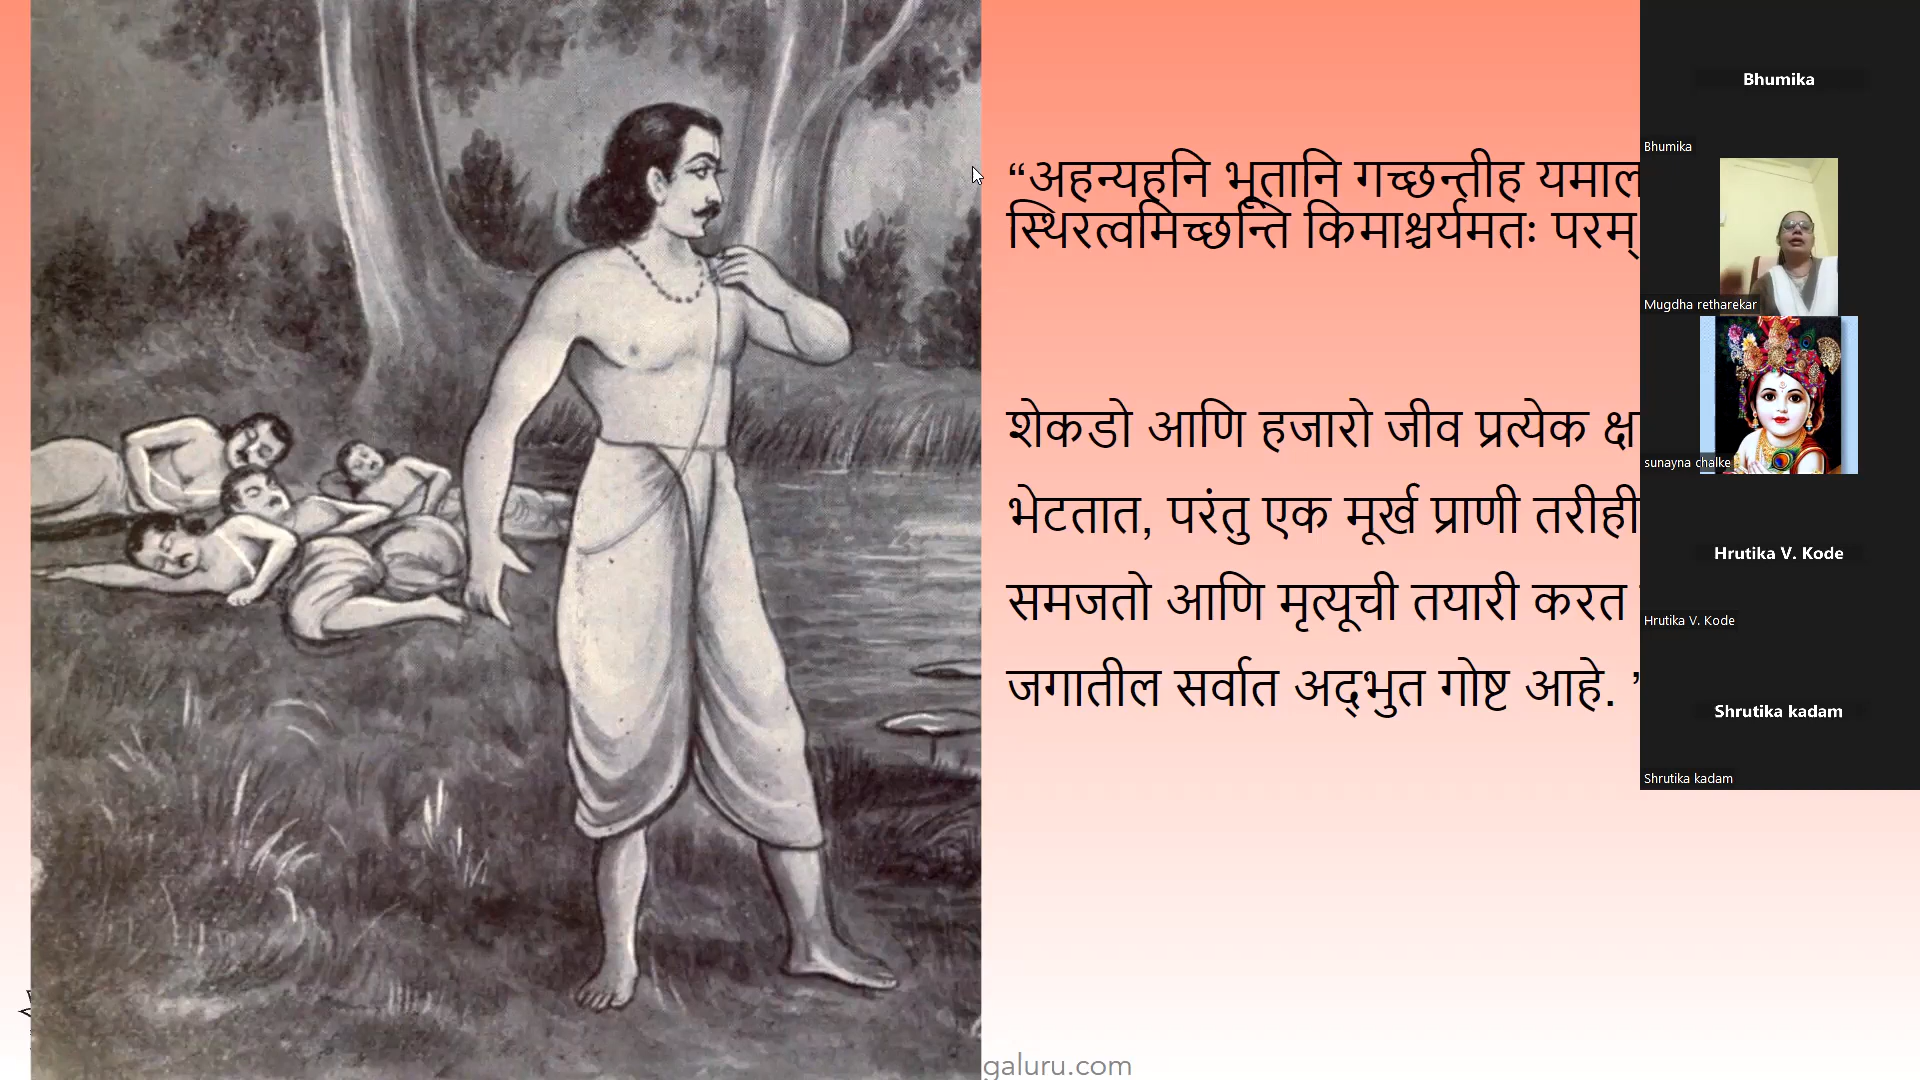 “अहन्यहनि भूतानि गच्छन्तीह
स्थिरत्वमिच्छन्ति किमाश्चर्यमतः परम्
शेकडो आणि हजारो जीव प्रत्येक
भेटतात, परंतु एक मूर्ख प्राणी तरीही
समजतो आणि मृत्यूची तयारी करत
जगातील सर्वात अद्भुत गोष्ट आहे. ”
galuru.com
Bhumika
Bhumika
Mugdha retharekar
sunayna chalke
Hrutika V. Kode
Hrutika V. Kode
Shrutika kadam
Shrutika kadam